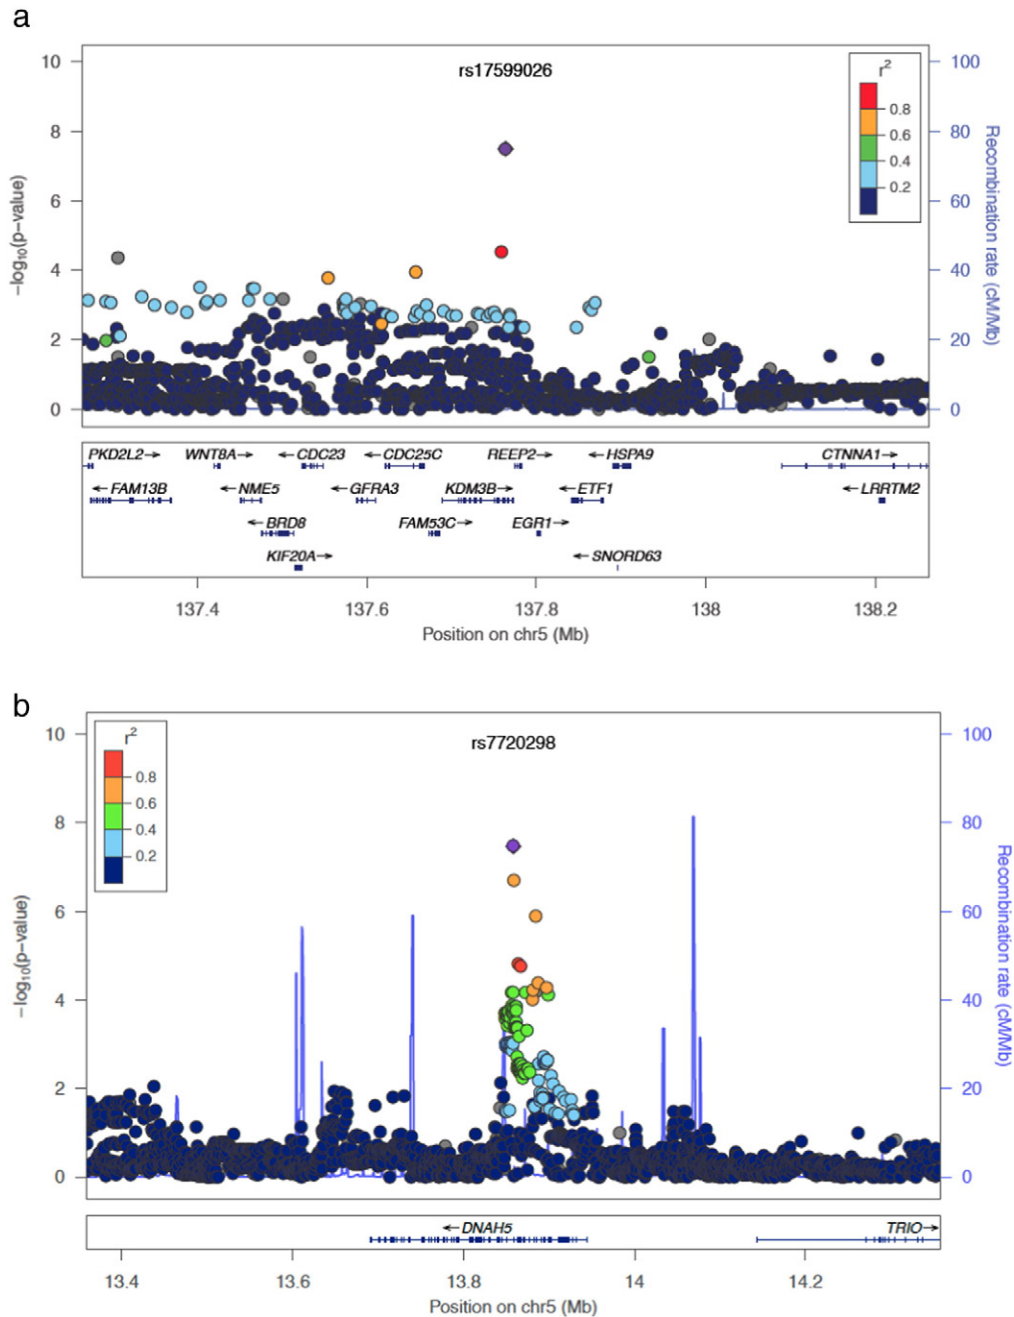 a
rs17599026
r²
0.8
0.6
0.4
0.2
10
8
6
4
2
0
−log₁₀(p−value)
100
80
60
40
20
0
Recombination rate (cM/Mb)
PKD2L2→ WNT8A→ ←CDC23 ←CDC25C REEP2→ ←HSPA9 CTNNA1→
←FAM13B ←NME5 ←GFRA3 KDM3B→ ←ETF1 ←LRRTM2
←BRD8 FAM53C→ EGR1→
KIF20A→ ←SNORD63
137.4 137.6 137.8 138 138.2
Position on chr5 (Mb)
b
rs7720298
r²
0.8
0.6
0.4
0.2
10
8
6
4
2
0
−log₁₀(p−value)
100
80
60
40
20
0
Recombination rate (cM/Mb)
←DNAH5 TRIO→
13.4 13.6 13.8 14 14.2
Position on chr5 (Mb)